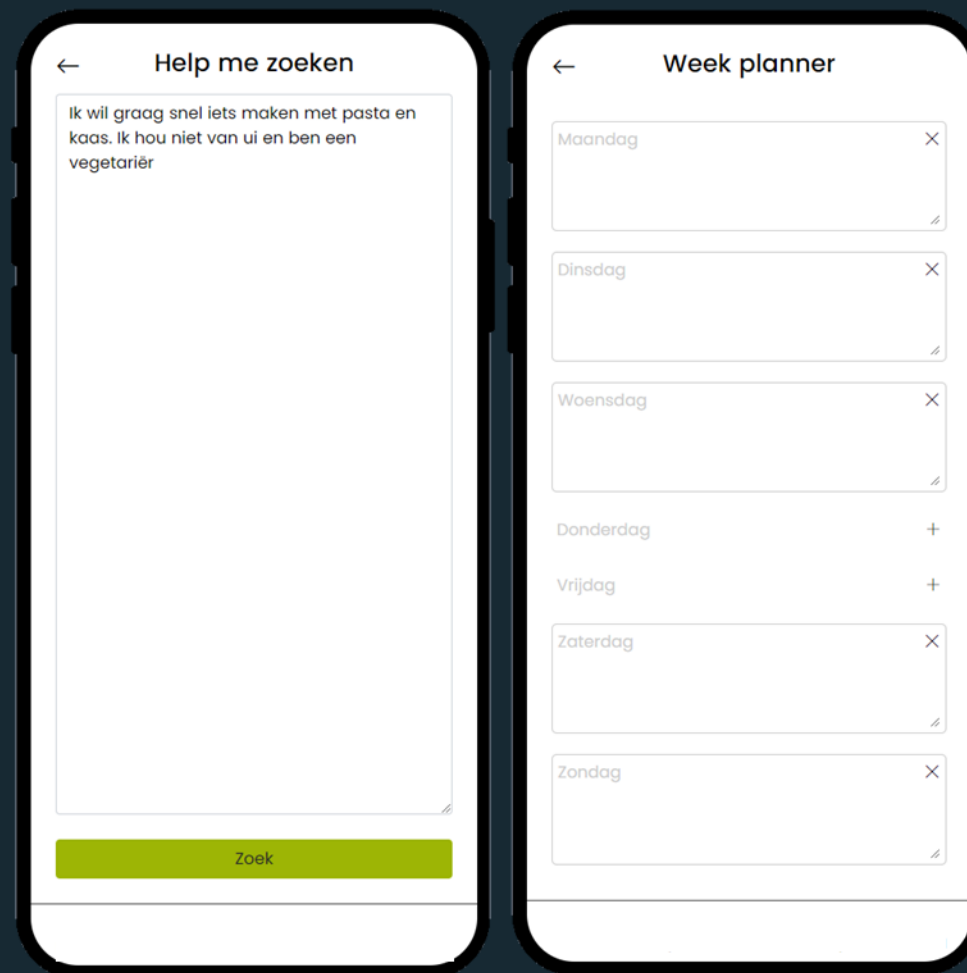 Help me zoeken
Ik wil graag snel iets maken met pasta en
kaas. Ik hou niet van ui en ben een
vegetariër
Zoek
Week planner
Maandag
Dinsdag
Woensdag
Donderdag
Vrijdag
Zaterdag
Zondag